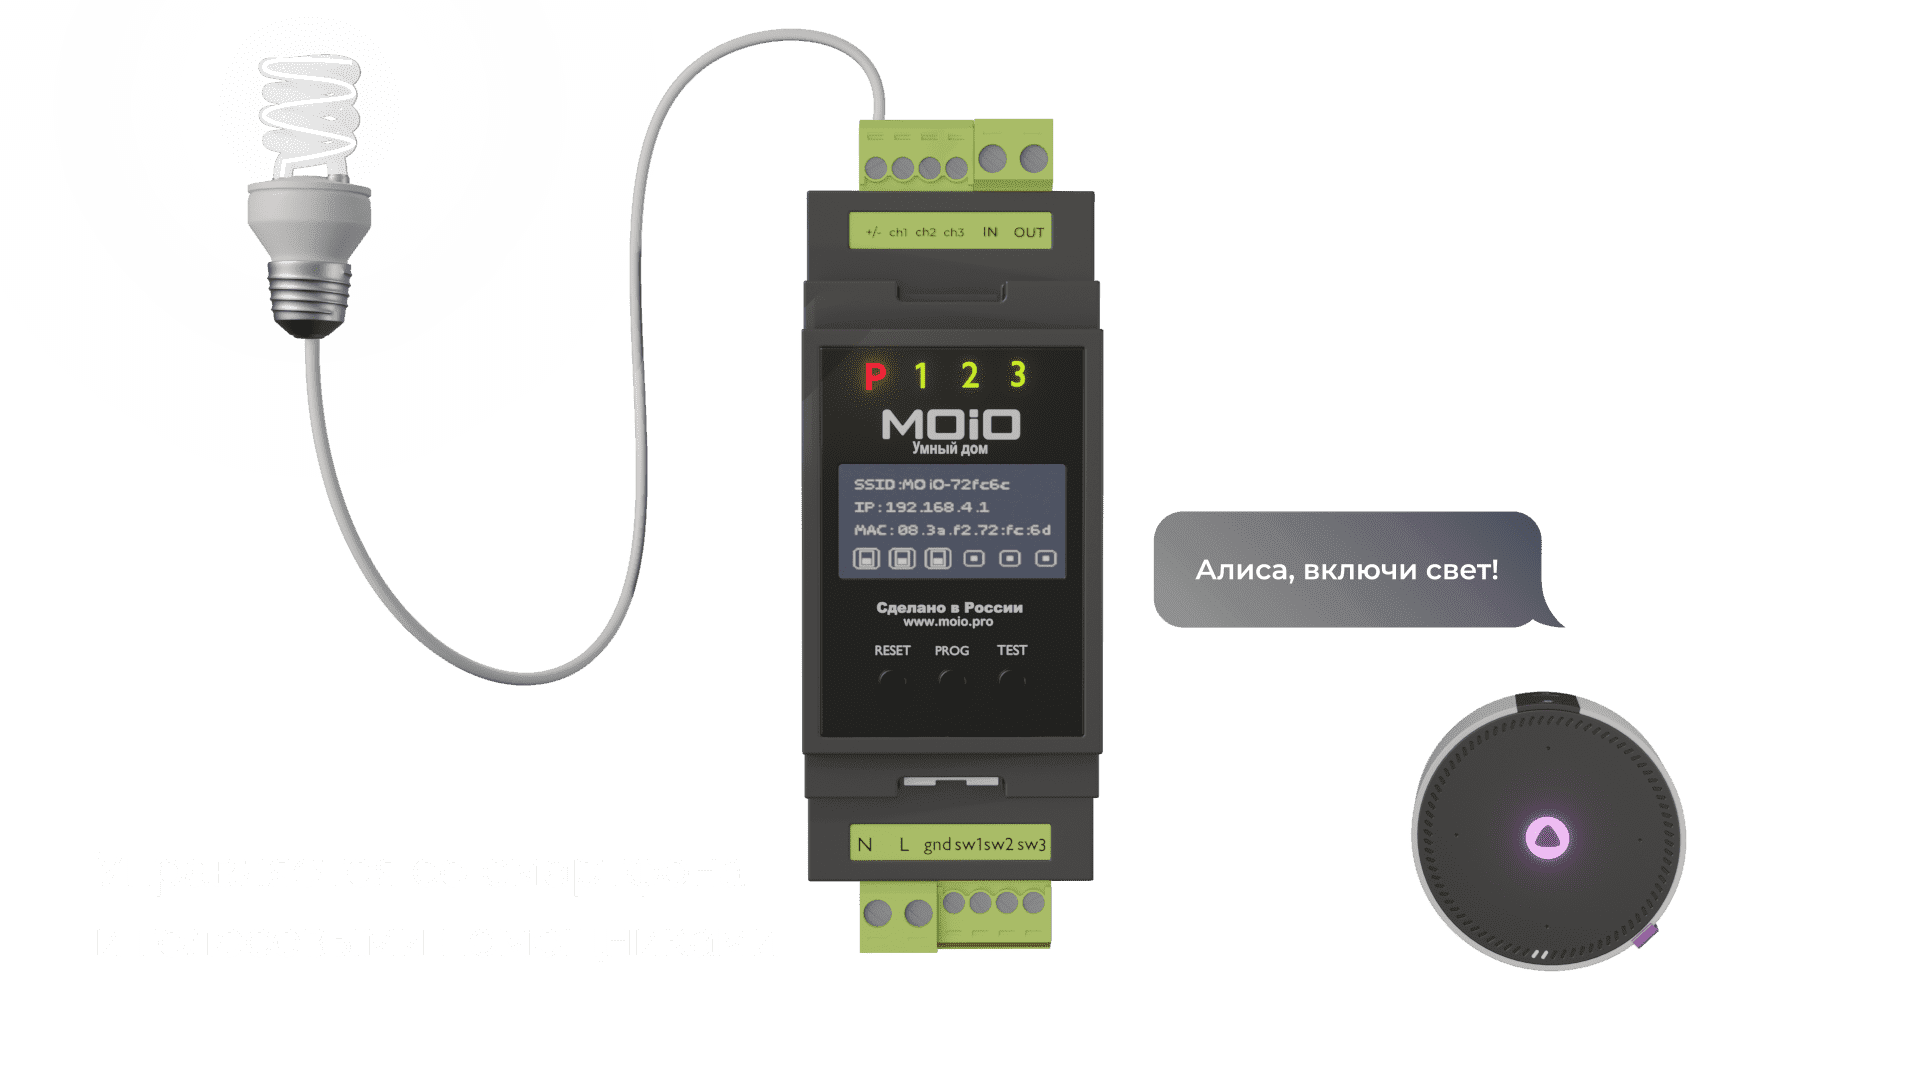 +/- ch1 ch2 ch3 IN OUT
P 1 2 3
MOiO
Умный дом
SSID:MOiO-72fc6c
IP:192.168.4.1
MAC:08.3a.f2.72:fc:6d
Сделано в России
www.moio.pro
RESET PROG TEST
N L gnd sw1 sw2 sw3
Алиса, включи свет!